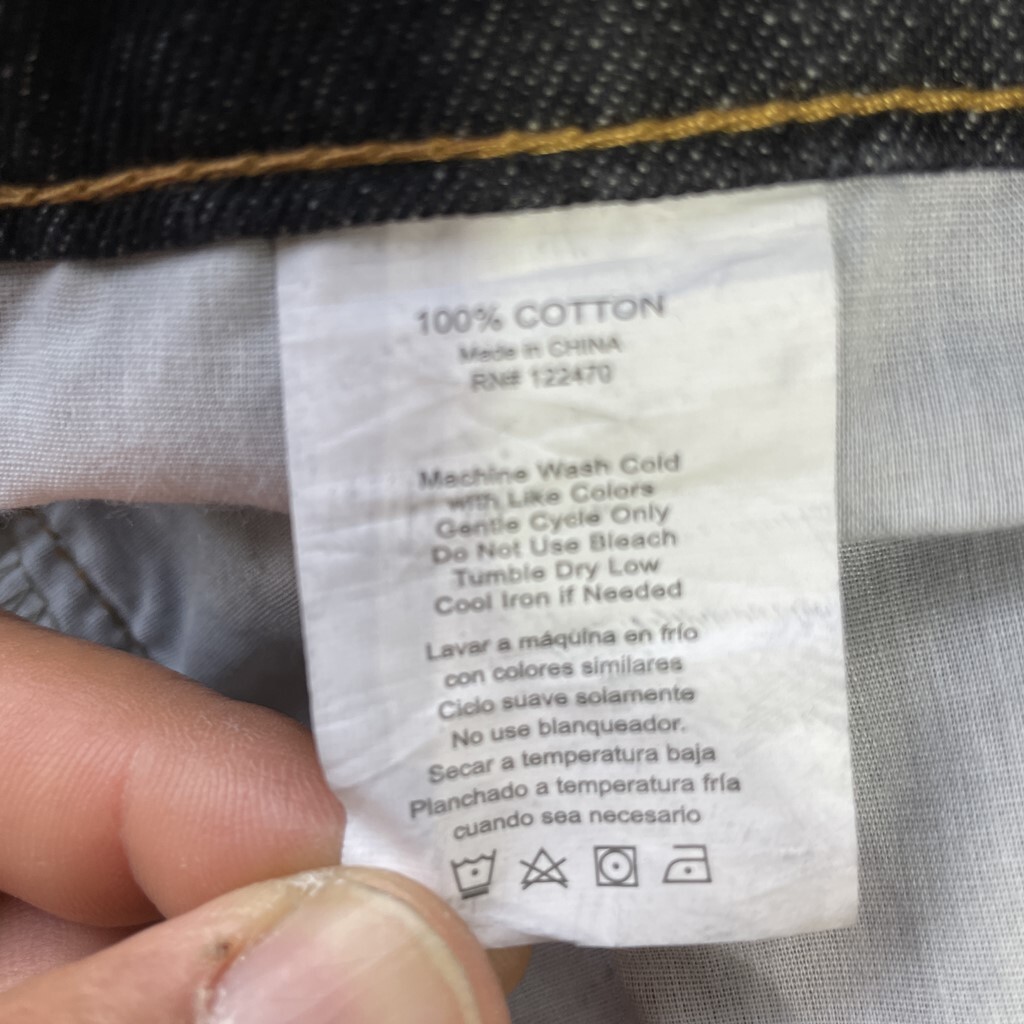 100% COTTON
Made in CHINA
RN# 122470
Machine Wash Cold
with Like Colors
Gentle Cycle Only
Do Not Use Bleach
Tumble Dry Low
Cool Iron if Needed
Lavar a máquina en frío
con colores similares
Ciclo suave solamente
No use blanqueador.
Secar a temperatura baja
Planchado a temperatura fría
cuando sea necesario